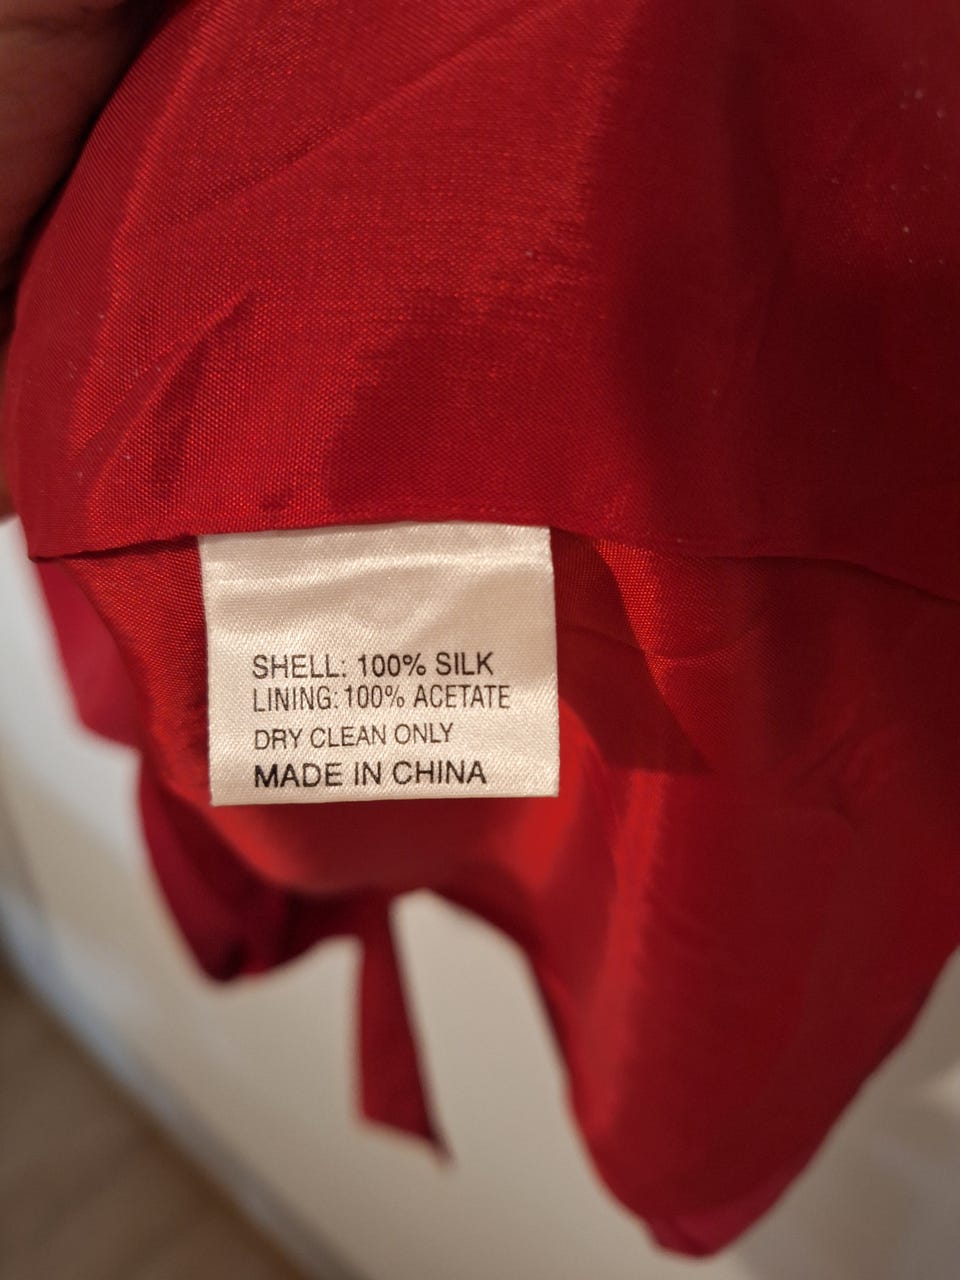 SHELL: 100% SILK
LINING: 100% ACETATE
DRY CLEAN ONLY
MADE IN CHINA